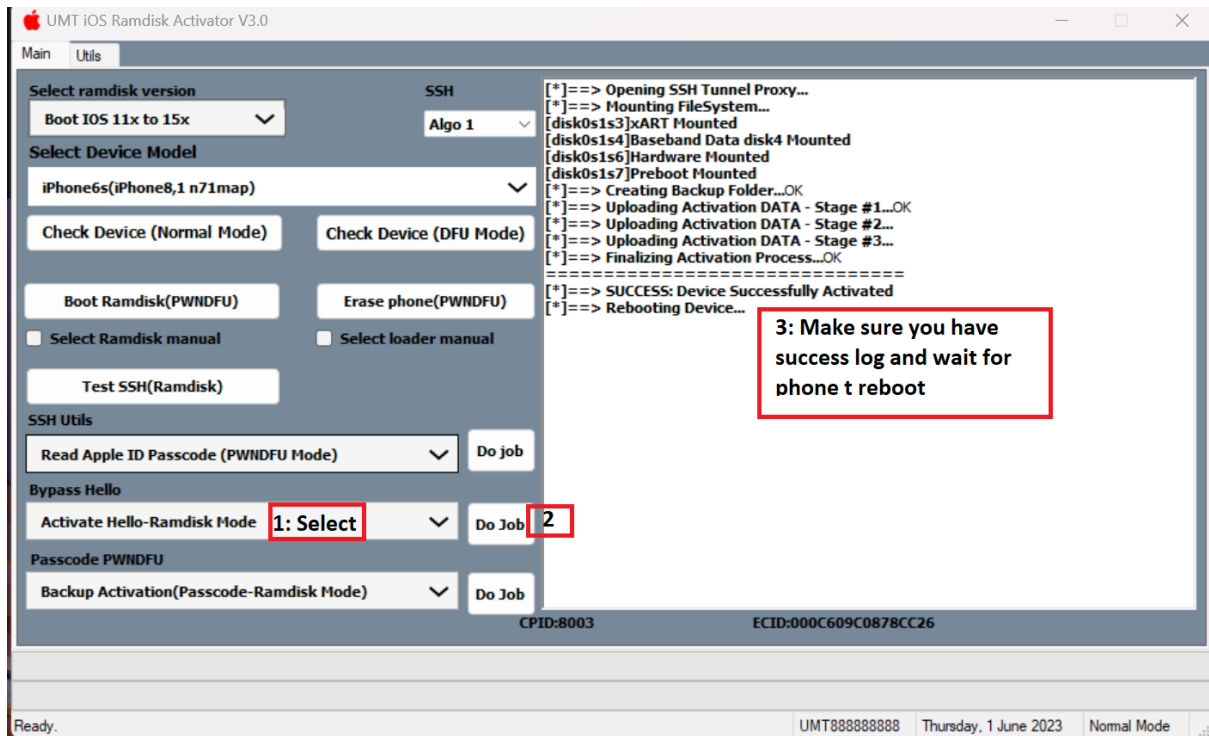 UMT iOS Ramdisk Activator V3.0
Main
Utils
Select ramdisk version
SSH
Boot IOS 11x to 15x
Algo 1
Select Device Model
iPhone6s(iPhone8,1 n71map)
Check Device (Normal Mode)
Check Device (DFU Mode)
Boot Ramdisk(PWNDFU)
Erase phone(PWNDFU)
Select Ramdisk manual
Select loader manual
Test SSH(Ramdisk)
SSH Utils
Read Apple ID Passcode (PWNDFU Mode)
Do job
Bypass Hello
Activate Hello-Ramdisk Mode
1: Select
Do Job
2
Passcode PWNDFU
Backup Activation(Passcode-Ramdisk Mode)
Do Job
[*]==> Opening SSH Tunnel Proxy...
[*]==> Mounting FileSystem...
[disk0s1s3]xART Mounted
[disk0s1s4]Baseband Data disk4 Mounted
[disk0s1s6]Hardware Mounted
[disk0s1s7]Preboot Mounted
[*]==> Creating Backup Folder...OK
[*]==> Uploading Activation DATA - Stage #1...OK
[*]==> Uploading Activation DATA - Stage #2...
[*]==> Uploading Activation DATA - Stage #3...
[*]==> Finalizing Activation Process...OK
================================
[*]==> SUCCESS: Device Successfully Activated
[*]==> Rebooting Device...
3: Make sure you have
success log and wait for
phone t reboot
CPID:8003
ECID:000C609C0878CC26
Ready.
UMT888888888
Thursday, 1 June 2023
Normal Mode